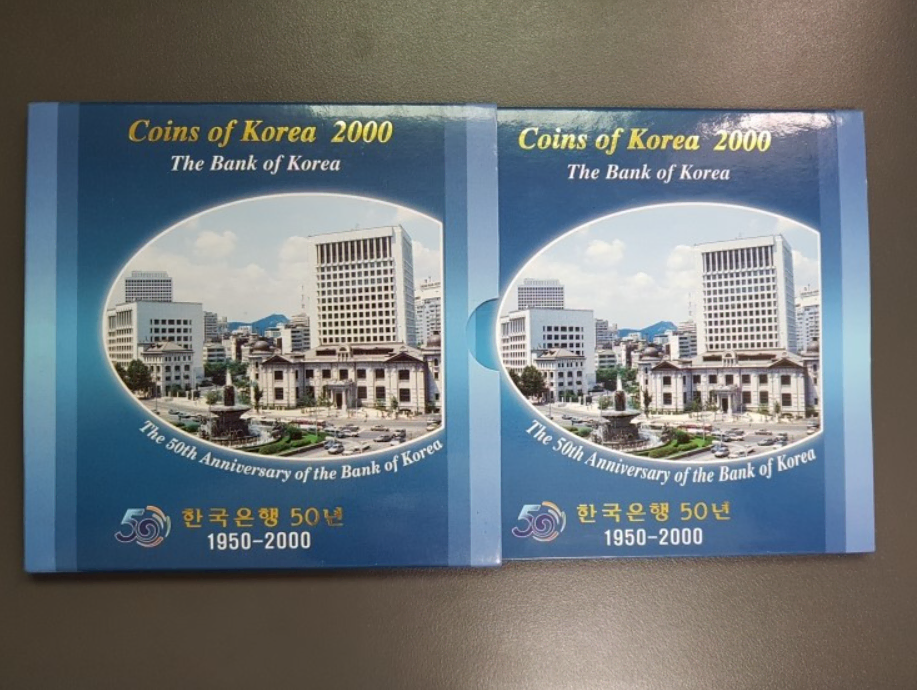 Coins of Korea 2000
The Bank of Korea
The 50th Anniversary of the Bank of Korea
50 한국은행 50년
1950-2000
Coins of Korea 2000
The Bank of Korea
The 50th Anniversary of the Bank of Korea
50 한국은행 50년
1950-2000